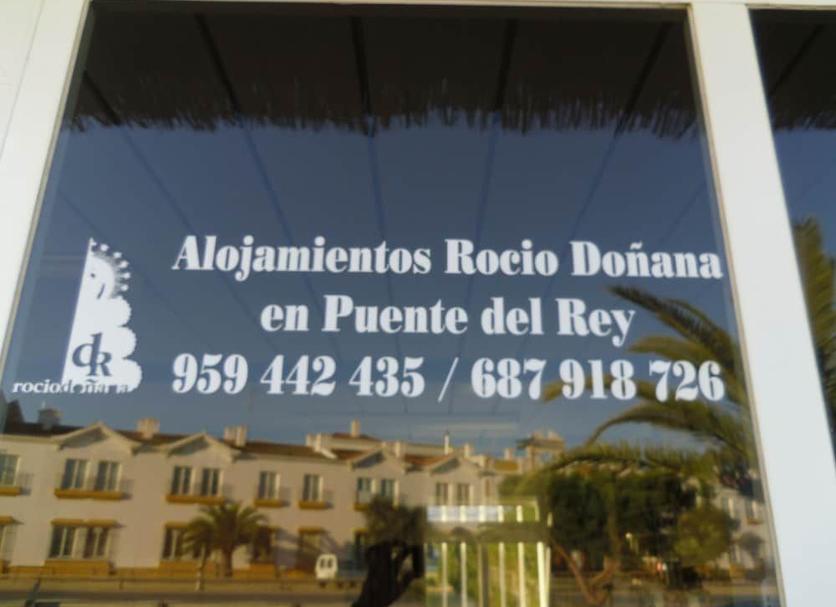 Alojamientos Rocio Doñana
en Puente del Rey
959 442 435 / 687 918 726
dR